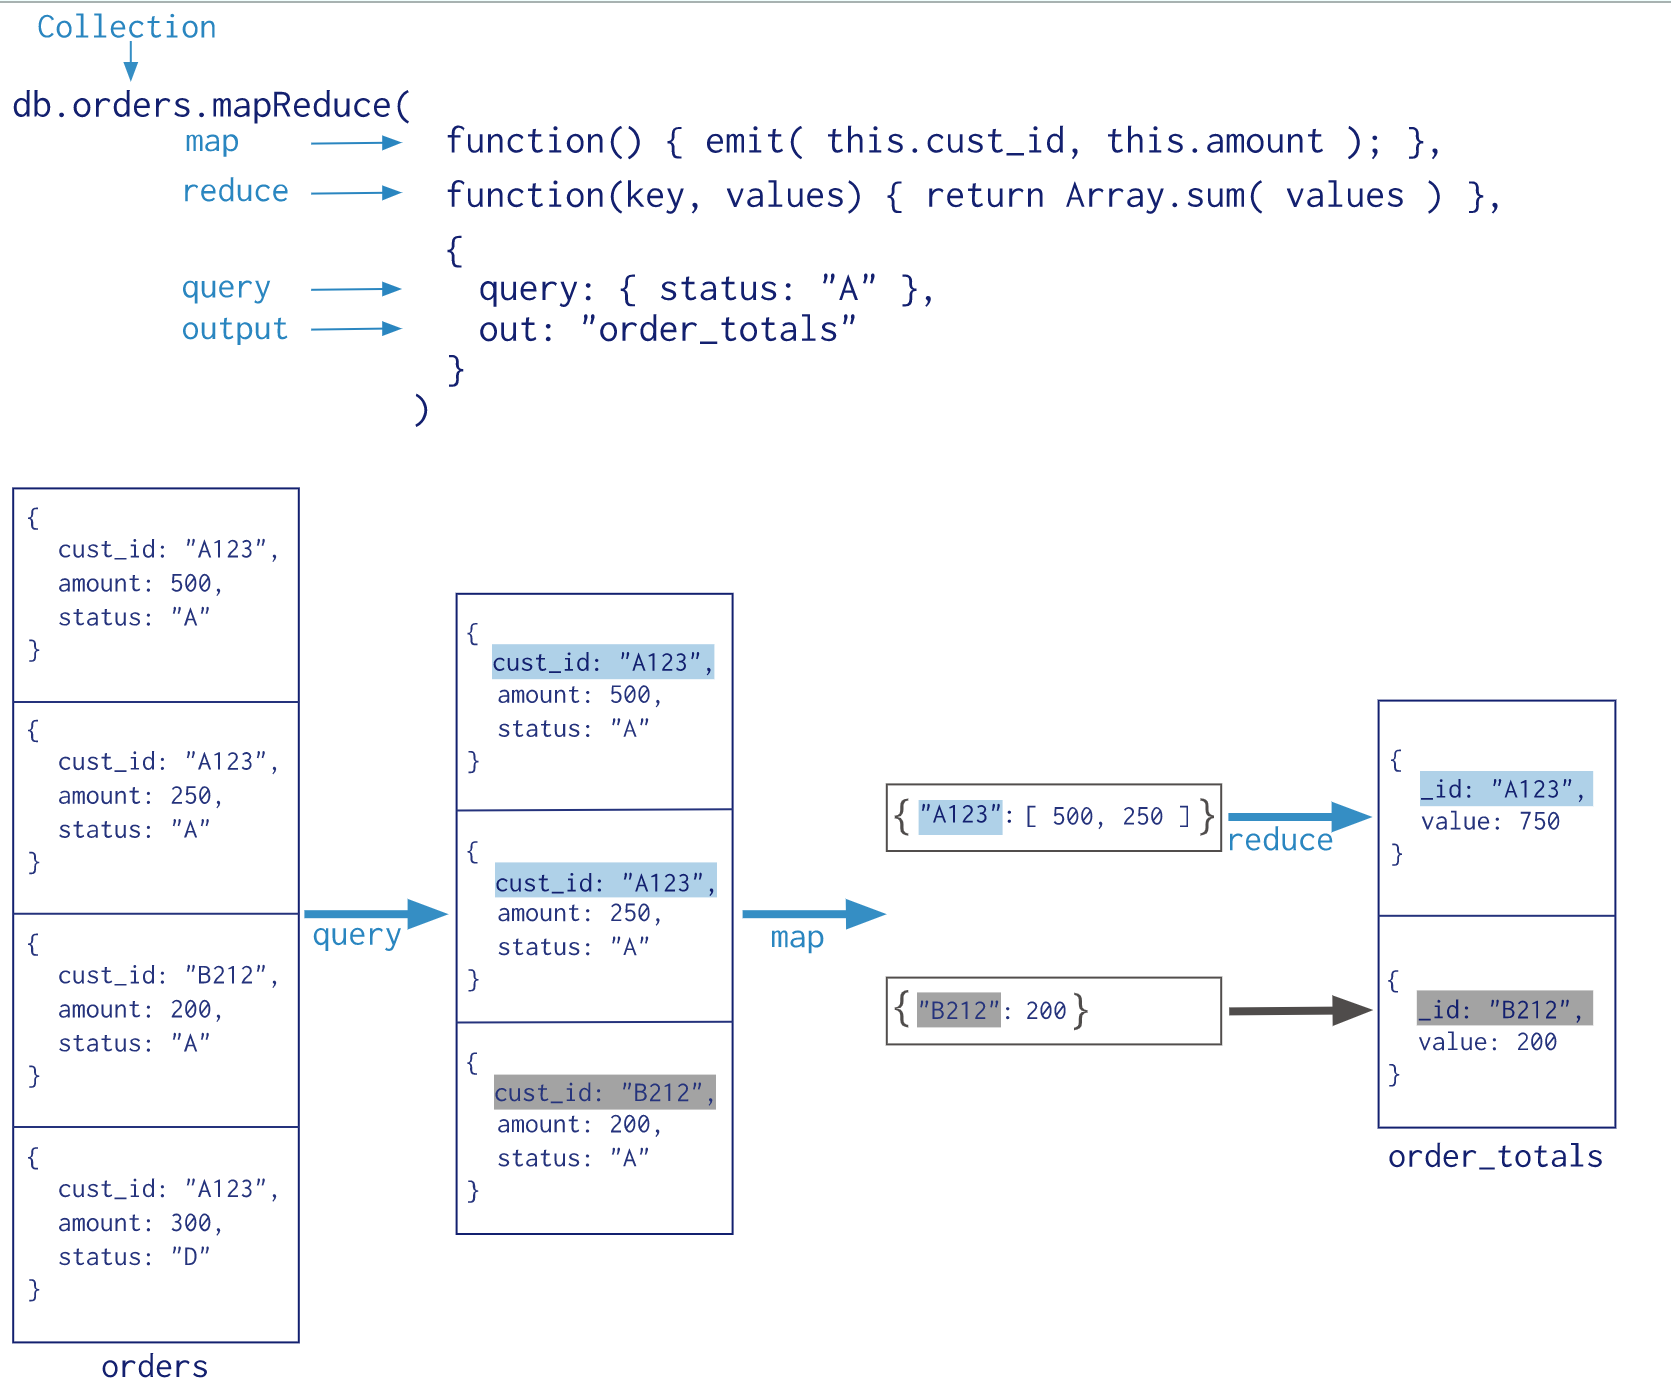 Collection
db.orders.mapReduce(
map function() { emit( this.cust_id, this.amount ); },
reduce function(key, values) { return Array.sum( values ) },
{
query query: { status: "A" },
output out: "order_totals"
}
)
{
cust_id: "A123",
amount: 500,
status: "A"
}
{
cust_id: "A123",
amount: 250,
status: "A"
}
{
cust_id: "B212",
amount: 200,
status: "A"
}
{
cust_id: "A123",
amount: 300,
status: "D"
}
orders
query
{
cust_id: "A123",
amount: 500,
status: "A"
}
{
cust_id: "A123",
amount: 250,
status: "A"
}
{
cust_id: "B212",
amount: 200,
status: "A"
}
map
{ "A123": [ 500, 250 ] }
reduce
{ "B212": 200 }
{
_id: "A123",
value: 750
}
{
_id: "B212",
value: 200
}
order_totals